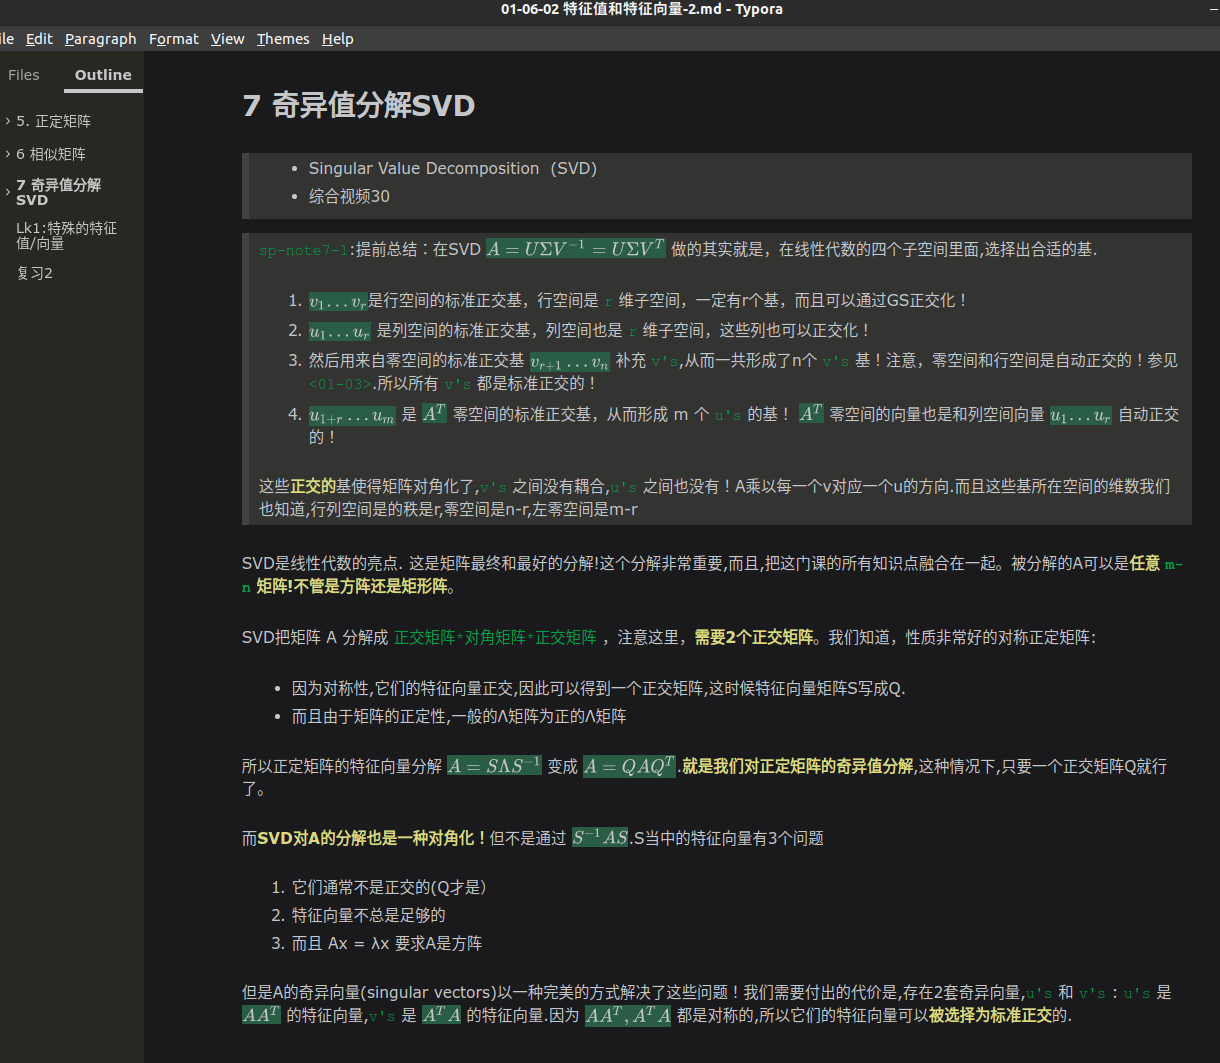 01-06-02 特征值和特征向量-2.md - Typora
ile Edit Paragraph Format View Themes Help
Files Outline
5. 正定矩阵
6 相似矩阵
7 奇异值分解
SVD
Lk1:特殊的特征
值/向量
复习2
7 奇异值分解SVD
• Singular Value Decomposition（SVD）
• 综合视频30
sp-note7-1:提前总结：在SVD A = UΣV⁻¹ = UΣVᵀ 做的其实就是，在线性代数的四个子空间里面,选择出合适的基.
1. v₁...vᵣ是行空间的标准正交基，行空间是 r 维子空间，一定有r个基，而且可以通过GS正交化！
2. u₁...uᵣ 是列空间的标准正交基，列空间也是 r 维子空间，这些列也可以正交化！
3. 然后用来自零空间的标准正交基 vᵣ₊₁...vₙ 补充 v's,从而一共形成了n个 v's 基！注意，零空间和行空间是自动正交的！参见
<01-03>.所以所有 v's 都是标准正交的！
4. u₁₊ᵣ...uₘ 是 Aᵀ 零空间的标准正交基，从而形成 m 个 u's 的基！ Aᵀ 零空间的向量也是和列空间向量 u₁...uᵣ 自动正交
的！
这些正交的基使得矩阵对角化了,v's 之间没有耦合,u's 之间也没有！A乘以每一个v对应一个u的方向.而且这些基所在空间的维数我们
也知道,行列空间是的秩是r,零空间是n-r,左零空间是m-r
SVD是线性代数的亮点. 这是矩阵最终和最好的分解!这个分解非常重要,而且,把这门课的所有知识点融合在一起。被分解的A可以是任意 m-
n 矩阵!不管是方阵还是矩形阵。
SVD把矩阵 A 分解成 正交矩阵*对角矩阵*正交矩阵 ，注意这里，需要2个正交矩阵。我们知道，性质非常好的对称正定矩阵:
• 因为对称性,它们的特征向量正交,因此可以得到一个正交矩阵,这时候特征向量矩阵S写成Q.
• 而且由于矩阵的正定性,一般的Λ矩阵为正的Λ矩阵
所以正定矩阵的特征向量分解 A = SΛS⁻¹ 变成 A = QAQᵀ.就是我们对正定矩阵的奇异值分解,这种情况下,只要一个正交矩阵Q就行
了。
而SVD对A的分解也是一种对角化！但不是通过 S⁻¹AS.S当中的特征向量有3个问题
1. 它们通常不是正交的(Q才是）
2. 特征向量不总是足够的
3. 而且 Ax = λx 要求A是方阵
但是A的奇异向量(singular vectors)以一种完美的方式解决了这些问题！我们需要付出的代价是,存在2套奇异向量,u's 和 v's：u's 是
AAᵀ 的特征向量,v's 是 AᵀA 的特征向量.因为 AAᵀ, AᵀA 都是对称的,所以它们的特征向量可以被选择为标准正交的.